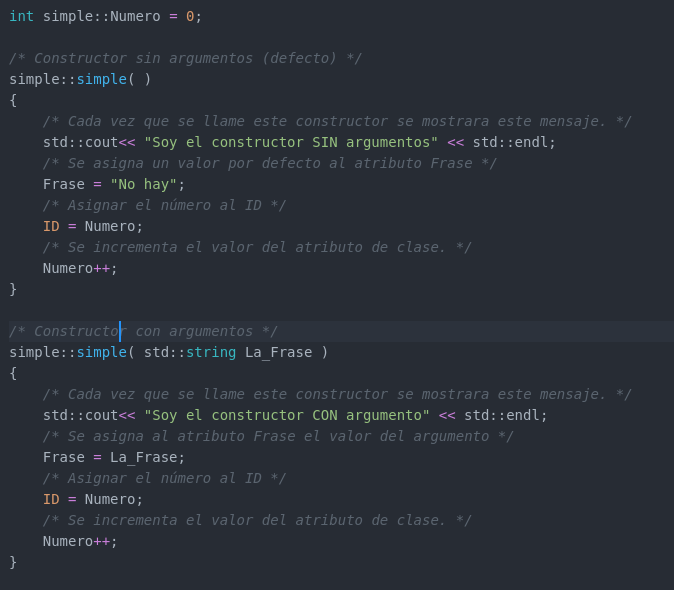 int simple::Numero = 0;
/* Constructor sin argumentos (defecto) */
simple::simple( )
{
/* Cada vez que se llame este constructor se mostrara este mensaje. */
std::cout<< "Soy el constructor SIN argumentos" << std::endl;
/* Se asigna un valor por defecto al atributo Frase */
Frase = "No hay";
/* Asignar el número al ID */
ID = Numero;
/* Se incrementa el valor del atributo de clase. */
Numero++;
}
/* Constructor con argumentos */
simple::simple( std::string La_Frase )
{
/* Cada vez que se llame este constructor se mostrara este mensaje. */
std::cout<< "Soy el constructor CON argumento" << std::endl;
/* Se asigna al atributo Frase el valor del argumento */
Frase = La_Frase;
/* Asignar el número al ID */
ID = Numero;
/* Se incrementa el valor del atributo de clase. */
Numero++;
}